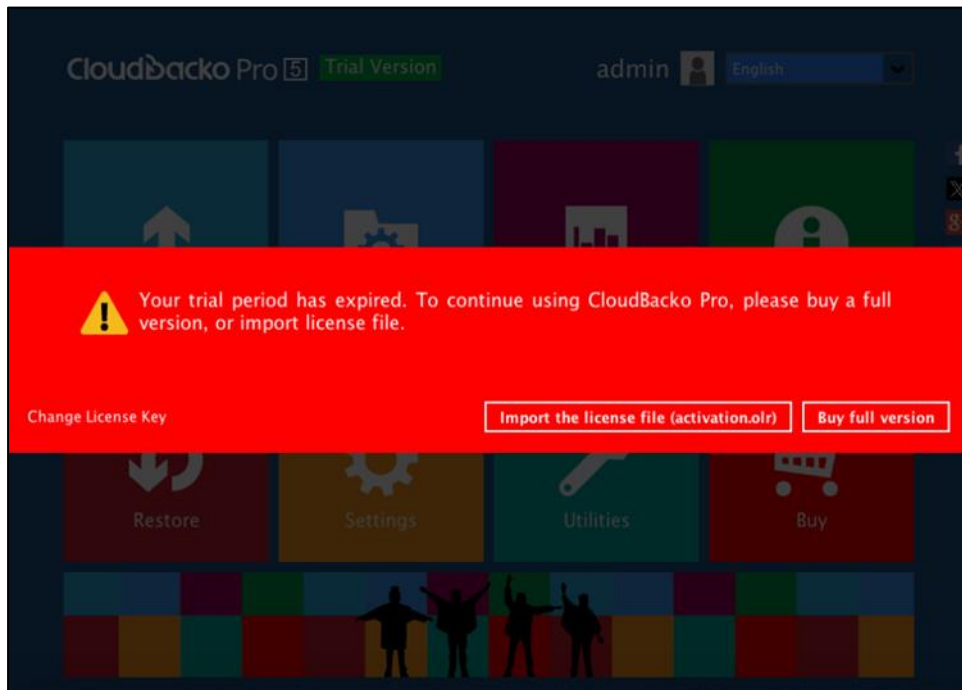 CloudBacko Pro 5 Trial Version admin English
Your trial period has expired. To continue using CloudBacko Pro, please buy a full
version, or import license file.
Change License Key Import the license file (activation.olr) Buy full version
Restore Settings Utilities Buy